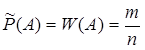 P̃(A) = W(A) = m/n